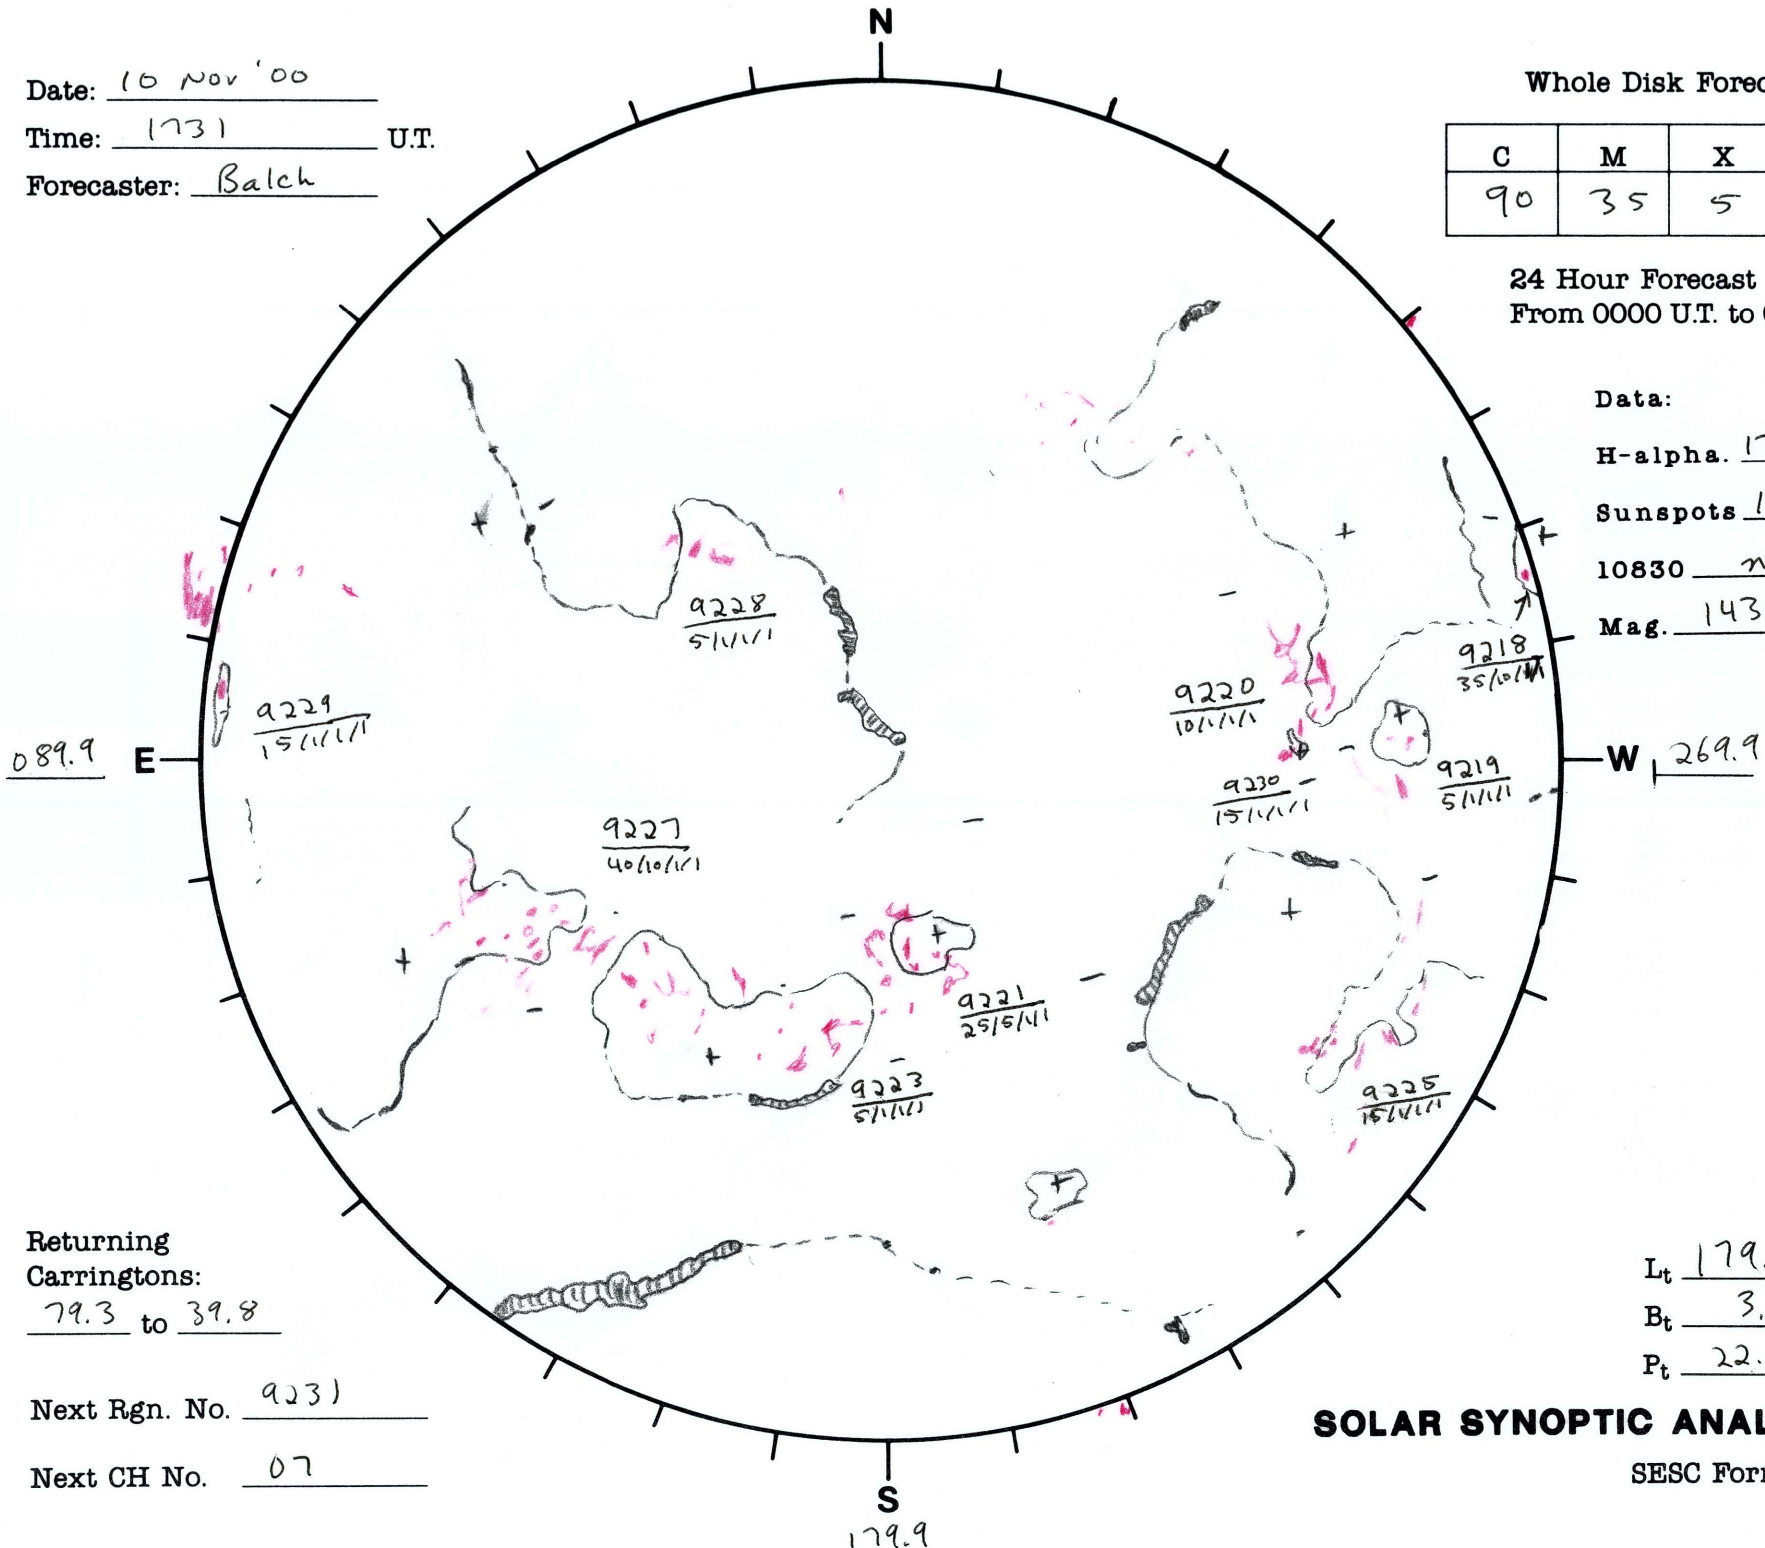 N
Date: 10 Nov '00
Time: 1731 U.T.
Forecaster: Balch
Whole Disk Forec
C M X
90 35 5
24 Hour Forecast
From 0000 U.T. to
Data:
H-alpha. 17
Sunspots 1
10830
Mag. 143
9228
5/1/1/1
9218
9229
15/1/1/1
9220
10/1/1/1
089.9 E
W 269.9
9219
5/1/1/1
9230
15/1/1/1
9227
40/10/1/1
9221
25/5/1/1
9223
5/1/1/1
9225
15/1/1/1
Returning
Carringtons:
79.3 to 39.8
Next Rgn. No. 9231
Next CH No. 07
Lt 179.
Bt 3.
Pt 22.
SOLAR SYNOPTIC ANAL
SESC For
S
179.9